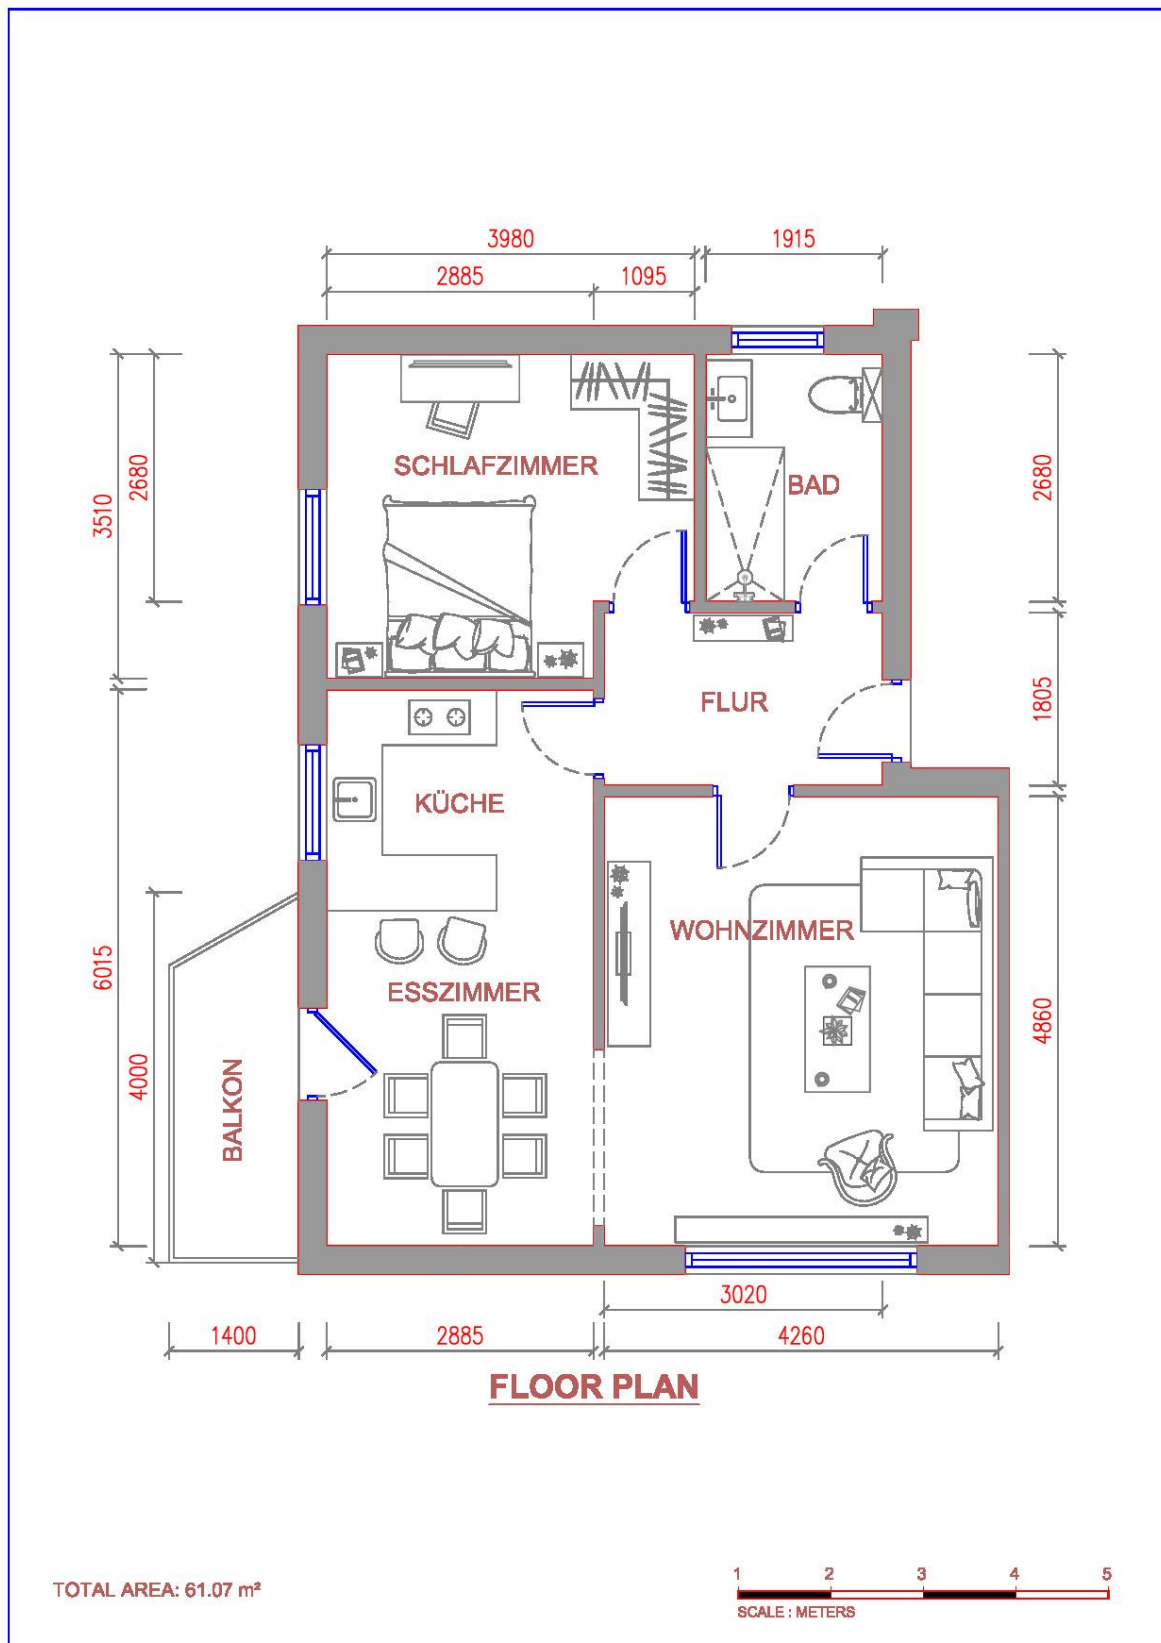 3980
1915
2885
1095
2680
3510
2680
SCHLAFZIMMER
BAD
FLUR
1805
KÜCHE
WOHNZIMMER
6015
ESSZIMMER
4860
4000
BALKON
3020
1400
2885
4260
FLOOR PLAN
1 2 3 4 5
TOTAL AREA: 61.07 m²
SCALE : METERS